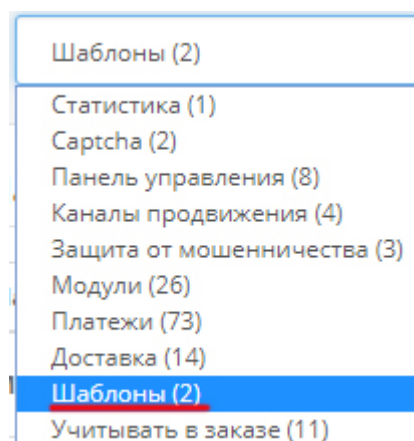 Шаблоны (2)
Статистика (1)
Captcha (2)
Панель управления (8)
Каналы продвижения (4)
Защита от мошенничества (3)
Модули (26)
Платежи (73)
Доставка (14)
Шаблоны (2)
Учитывать в заказе (11)